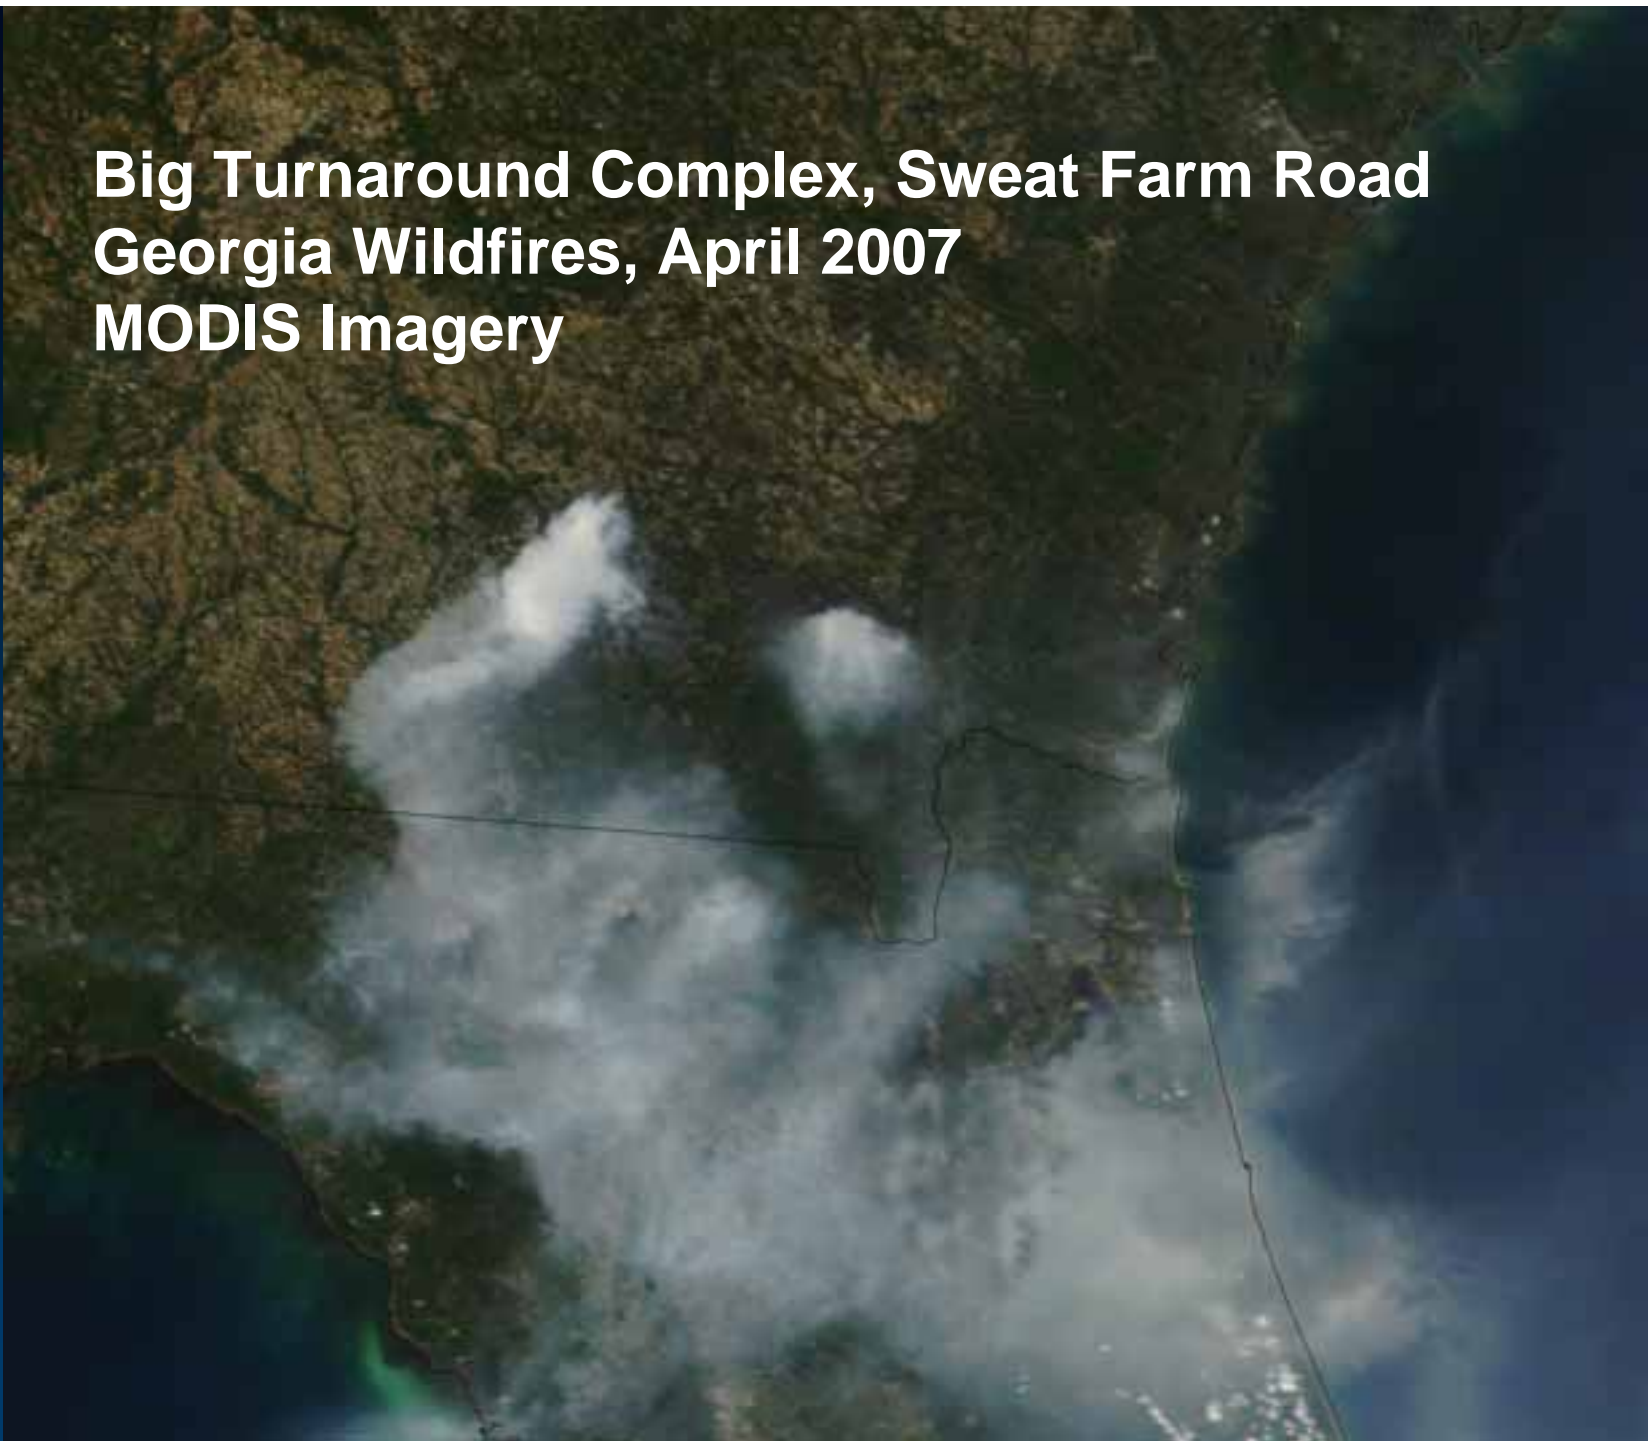 Big Turnaround Complex, Sweat Farm Road
Georgia Wildfires, April 2007
MODIS Imagery